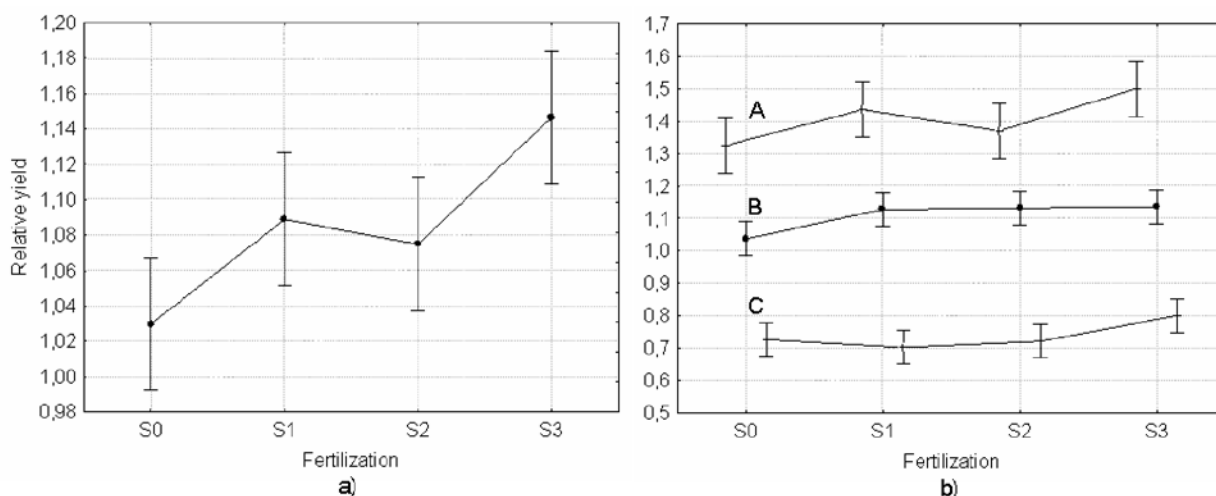 Relative yield
1,20
1,18
1,16
1,14
1,12
1,10
1,08
1,06
1,04
1,02
1,00
0,98
S0 S1 S2 S3
Fertilization
a)
1,7
1,6
1,5
1,4
1,3
1,2
1,1
1,0
0,9
0,8
0,7
0,6
0,5
A
B
C
S0 S1 S2 S3
Fertilization
b)